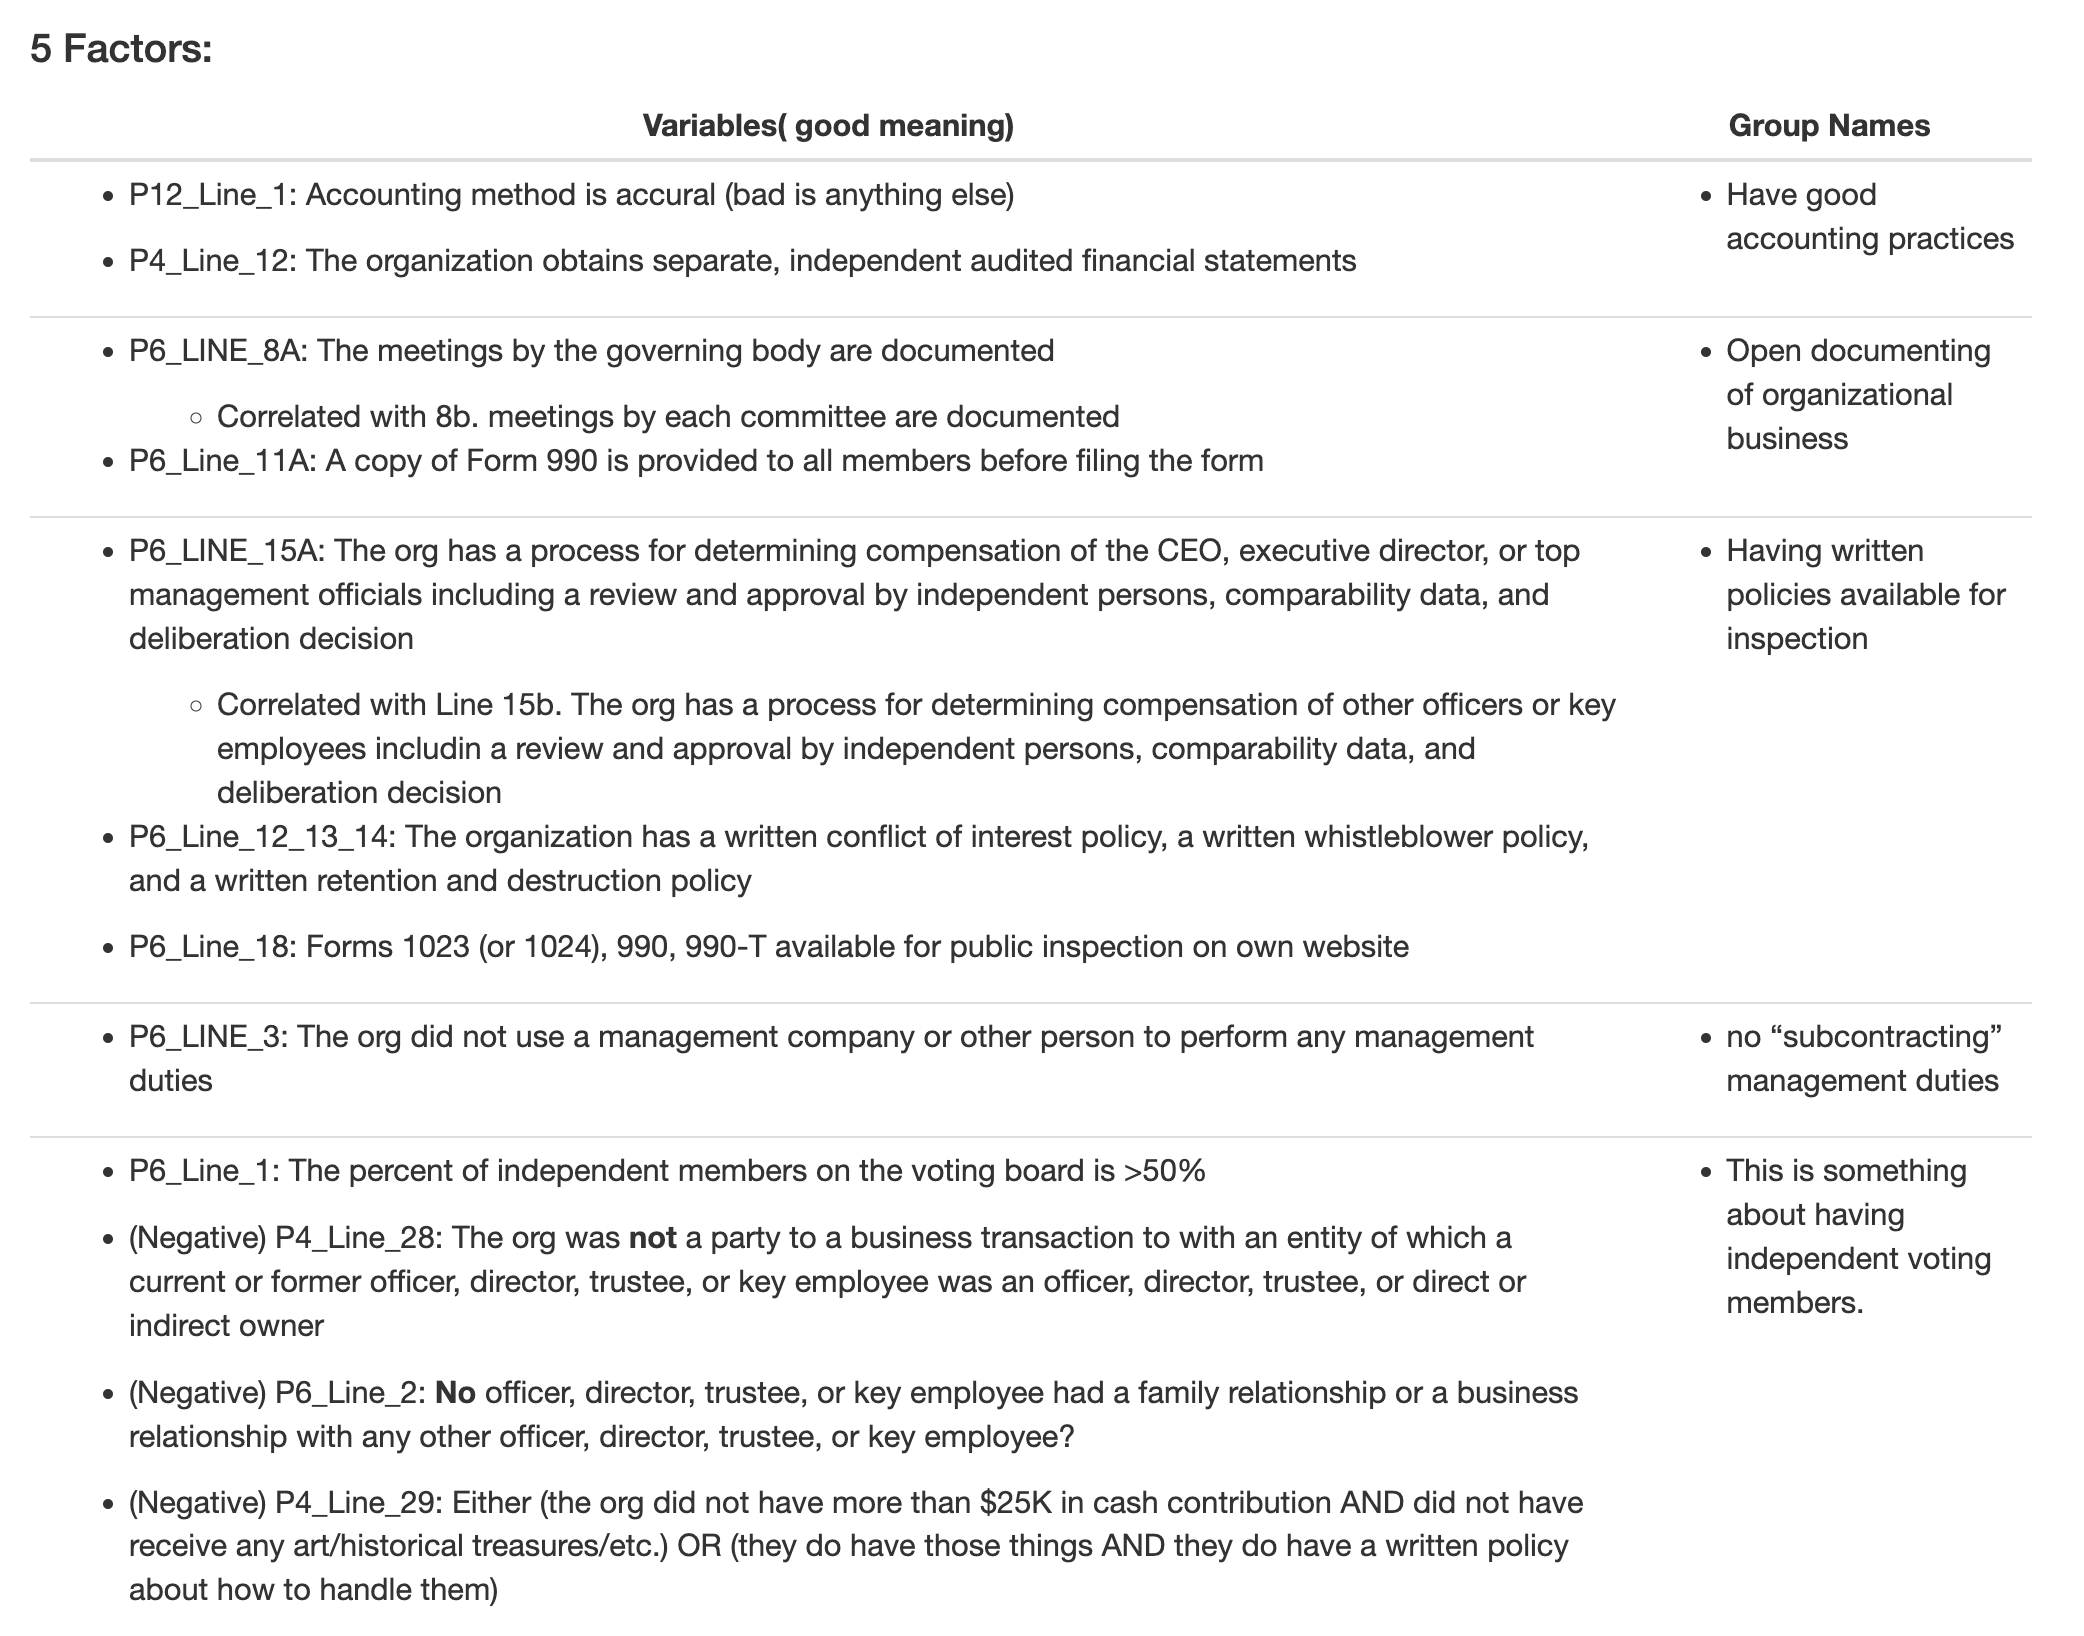 5 Factors:
Variables( good meaning)
Group Names
• P12_Line_1: Accounting method is accural (bad is anything else)
• P4_Line_12: The organization obtains separate, independent audited financial statements
• Have good
accounting practices
• P6_LINE_8A: The meetings by the governing body are documented
◦ Correlated with 8b. meetings by each committee are documented
• P6_Line_11A: A copy of Form 990 is provided to all members before filing the form
• Open documenting
of organizational
business
• P6_LINE_15A: The org has a process for determining compensation of the CEO, executive director, or top
management officials including a review and approval by independent persons, comparability data, and
deliberation decision
◦ Correlated with Line 15b. The org has a process for determining compensation of other officers or key
employees includin a review and approval by independent persons, comparability data, and
deliberation decision
• P6_Line_12_13_14: The organization has a written conflict of interest policy, a written whistleblower policy,
and a written retention and destruction policy
• P6_Line_18: Forms 1023 (or 1024), 990, 990-T available for public inspection on own website
• Having written
policies available for
inspection
• P6_LINE_3: The org did not use a management company or other person to perform any management
duties
• no “subcontracting”
management duties
• P6_Line_1: The percent of independent members on the voting board is >50%
• (Negative) P4_Line_28: The org was not a party to a business transaction to with an entity of which a
current or former officer, director, trustee, or key employee was an officer, director, trustee, or direct or
indirect owner
• (Negative) P6_Line_2: No officer, director, trustee, or key employee had a family relationship or a business
relationship with any other officer, director, trustee, or key employee?
• (Negative) P4_Line_29: Either (the org did not have more than $25K in cash contribution AND did not have
receive any art/historical treasures/etc.) OR (they do have those things AND they do have a written policy
about how to handle them)
• This is something
about having
independent voting
members.